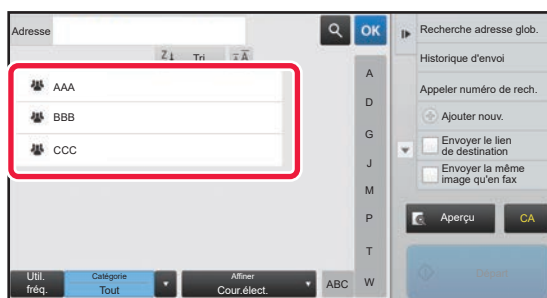 Adresse
OK
Tri
AAA
BBB
CCC
A
D
G
J
M
P
T
W
Util.
fréq.
Catégorie
Tout
Affiner
Cour.élect.
ABC
Recherche adresse glob.
Historique d'envoi
Appeler numéro de rech.
Ajouter nouv.
Envoyer le lien
de destination
Envoyer la même
image qu'en fax
Aperçu
CA